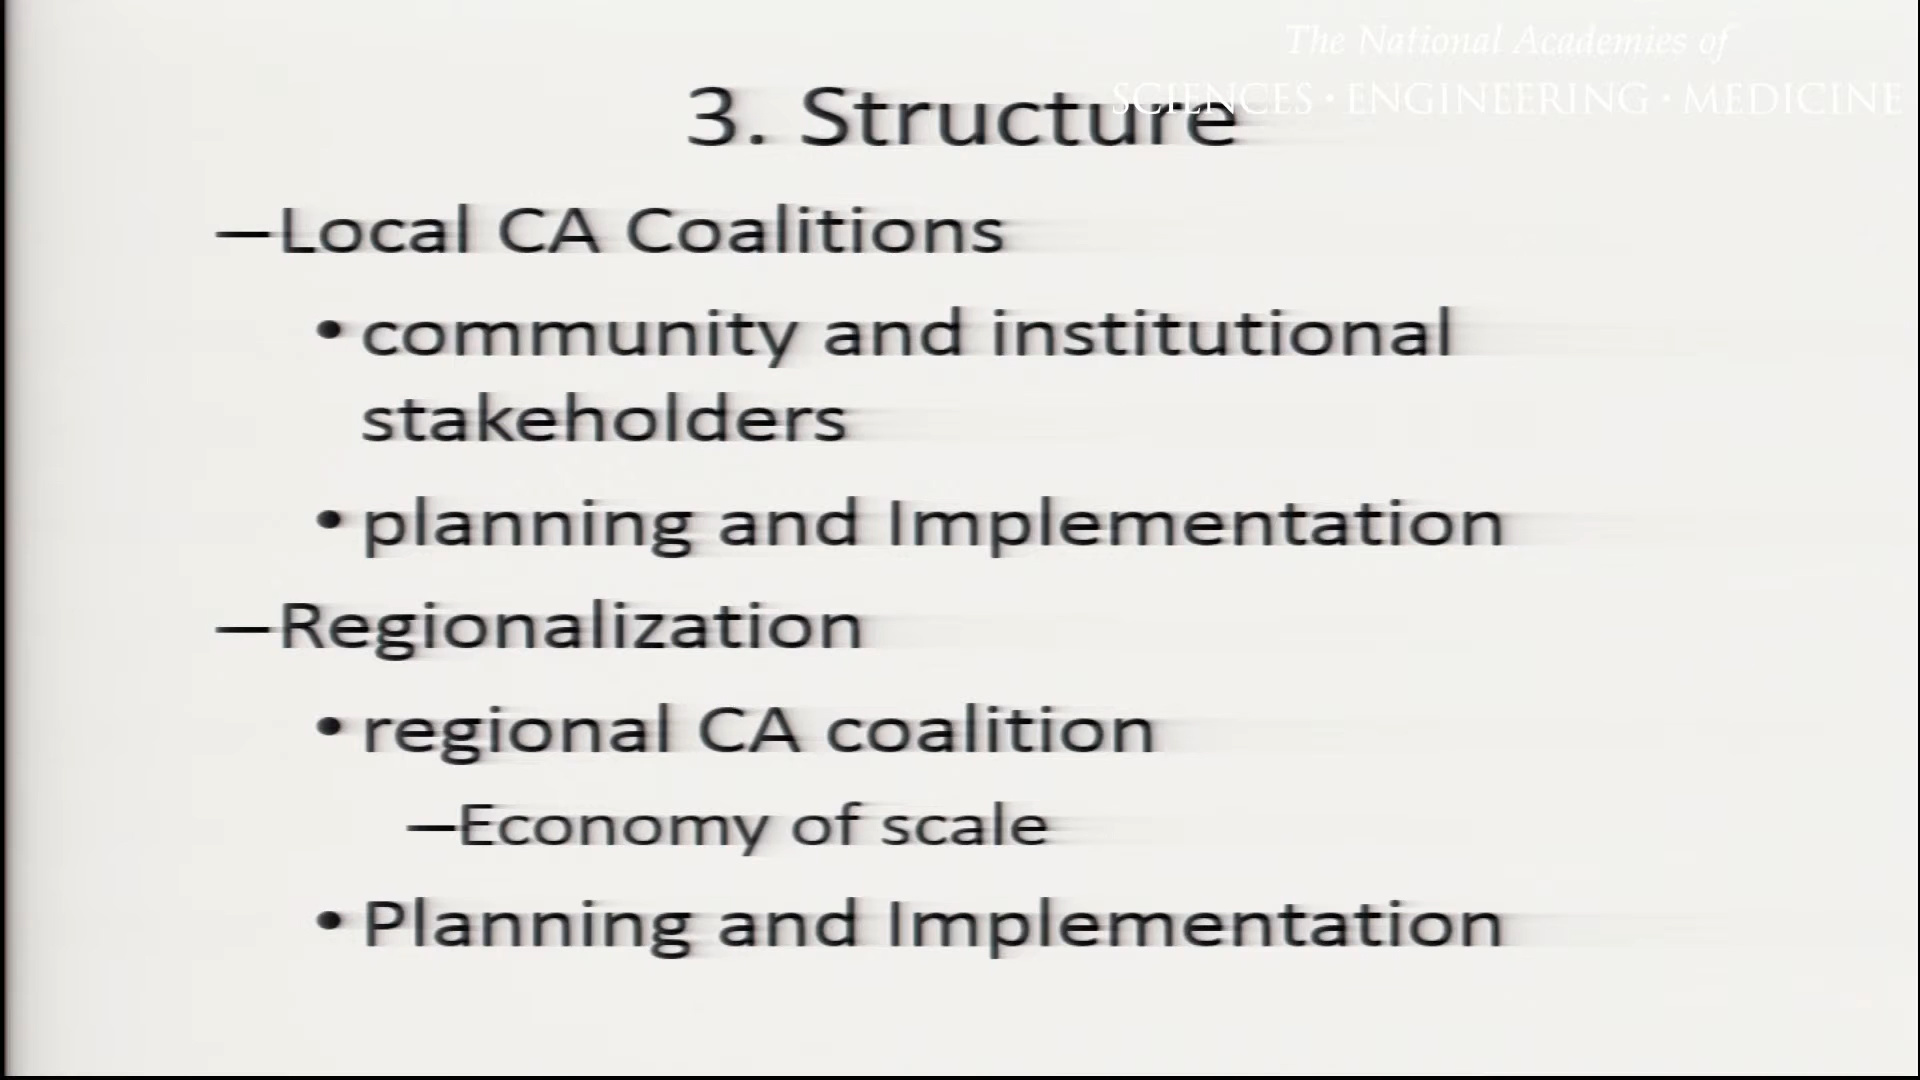 The National Academies of
SCIENCES · ENGINEERING · MEDICINE
3. Structure
–Local CA Coalitions
• community and institutional
stakeholders
• planning and Implementation
–Regionalization
• regional CA coalition
–Economy of scale
• Planning and Implementation